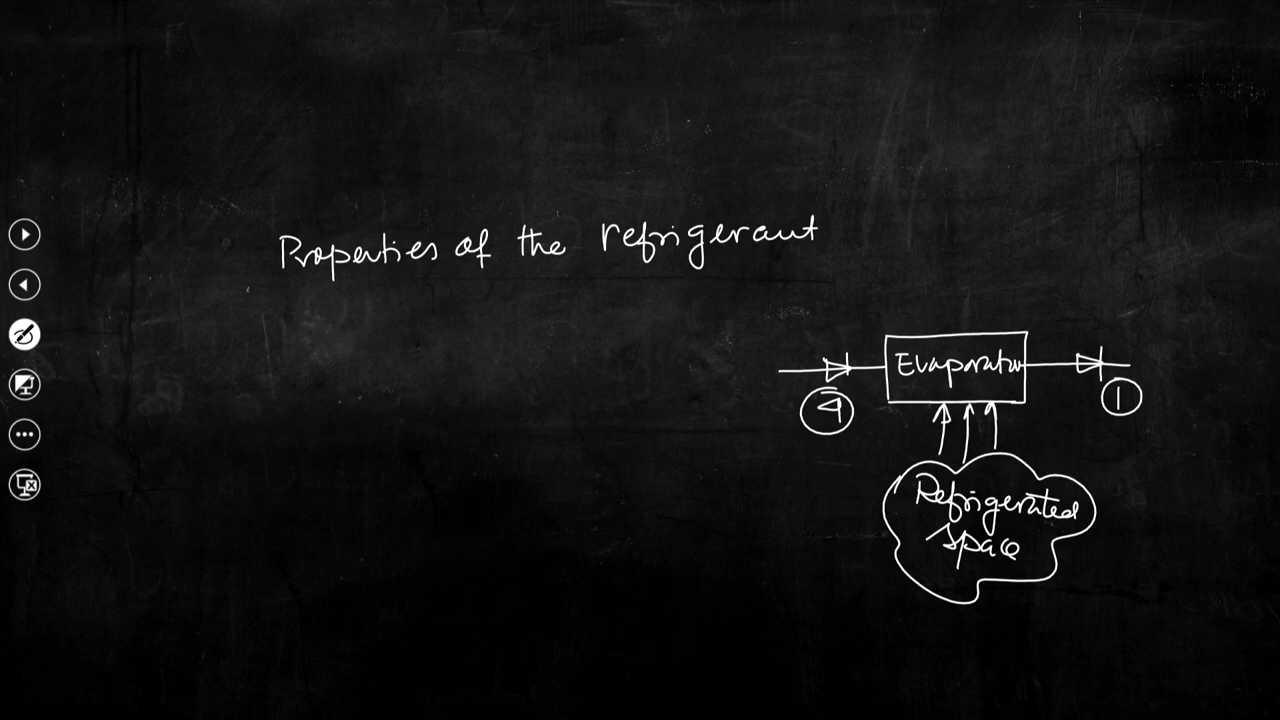 Properties of the refrigerant
Evaporator
4
1
Refrigerated
space